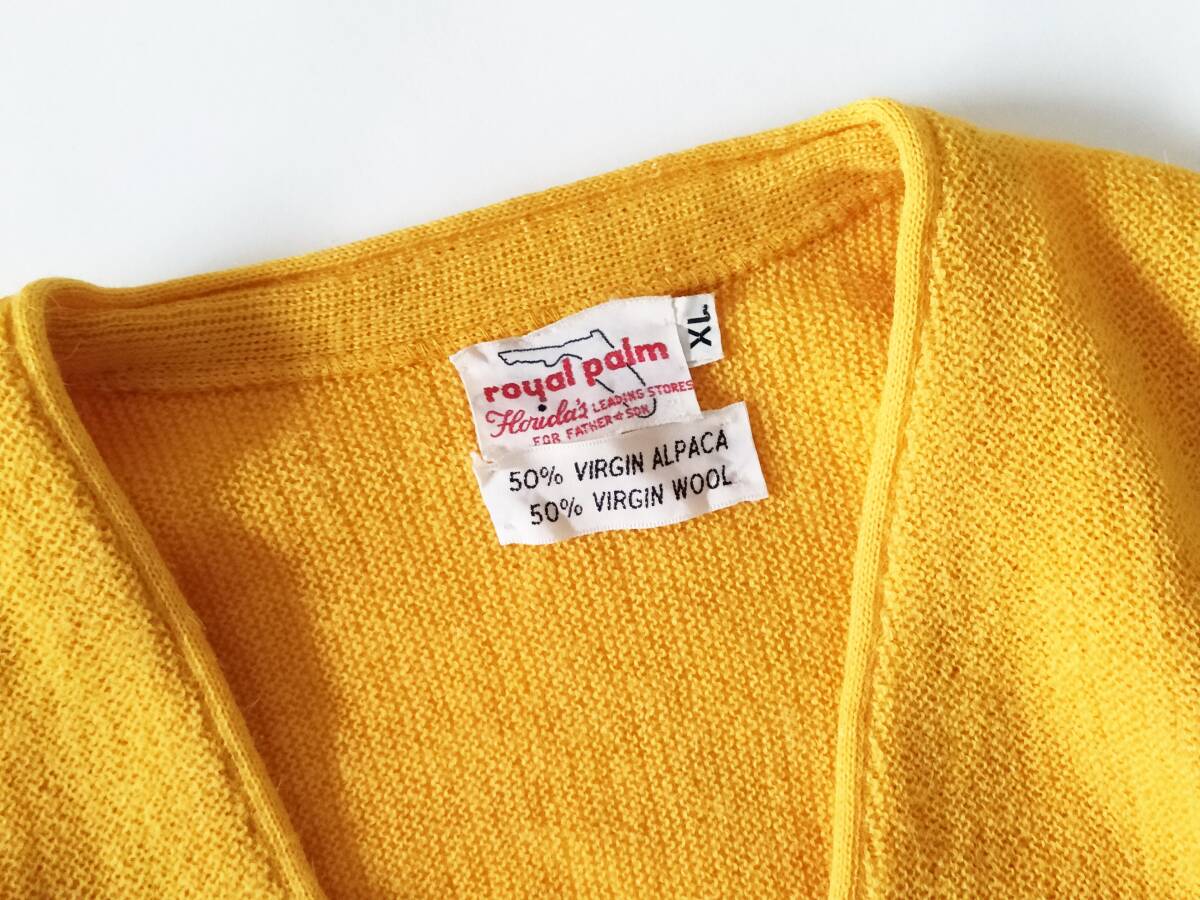 XL
royal palm
Florida's LEADING STORES
FOR FATHER & SON
50% VIRGIN ALPACA
50% VIRGIN WOOL